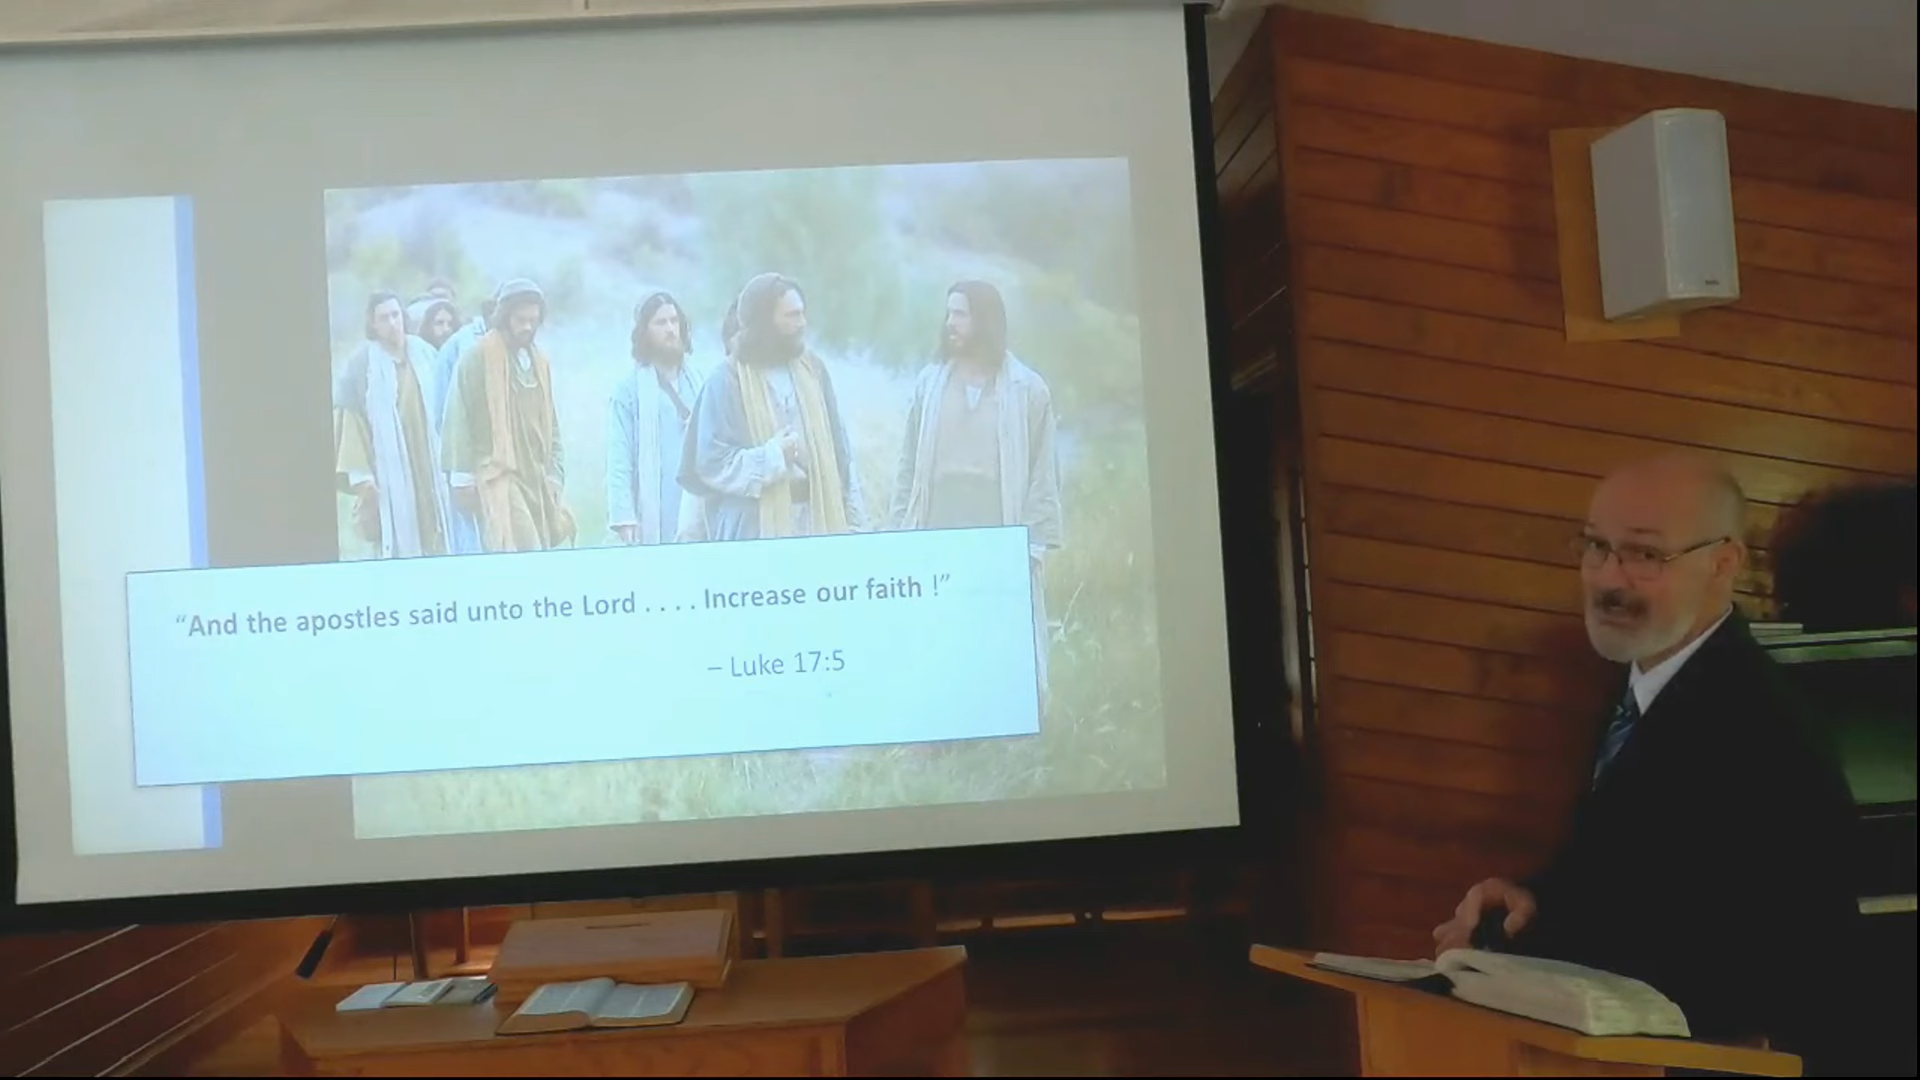 “And the apostles said unto the Lord . . . . Increase our faith !”
– Luke 17:5